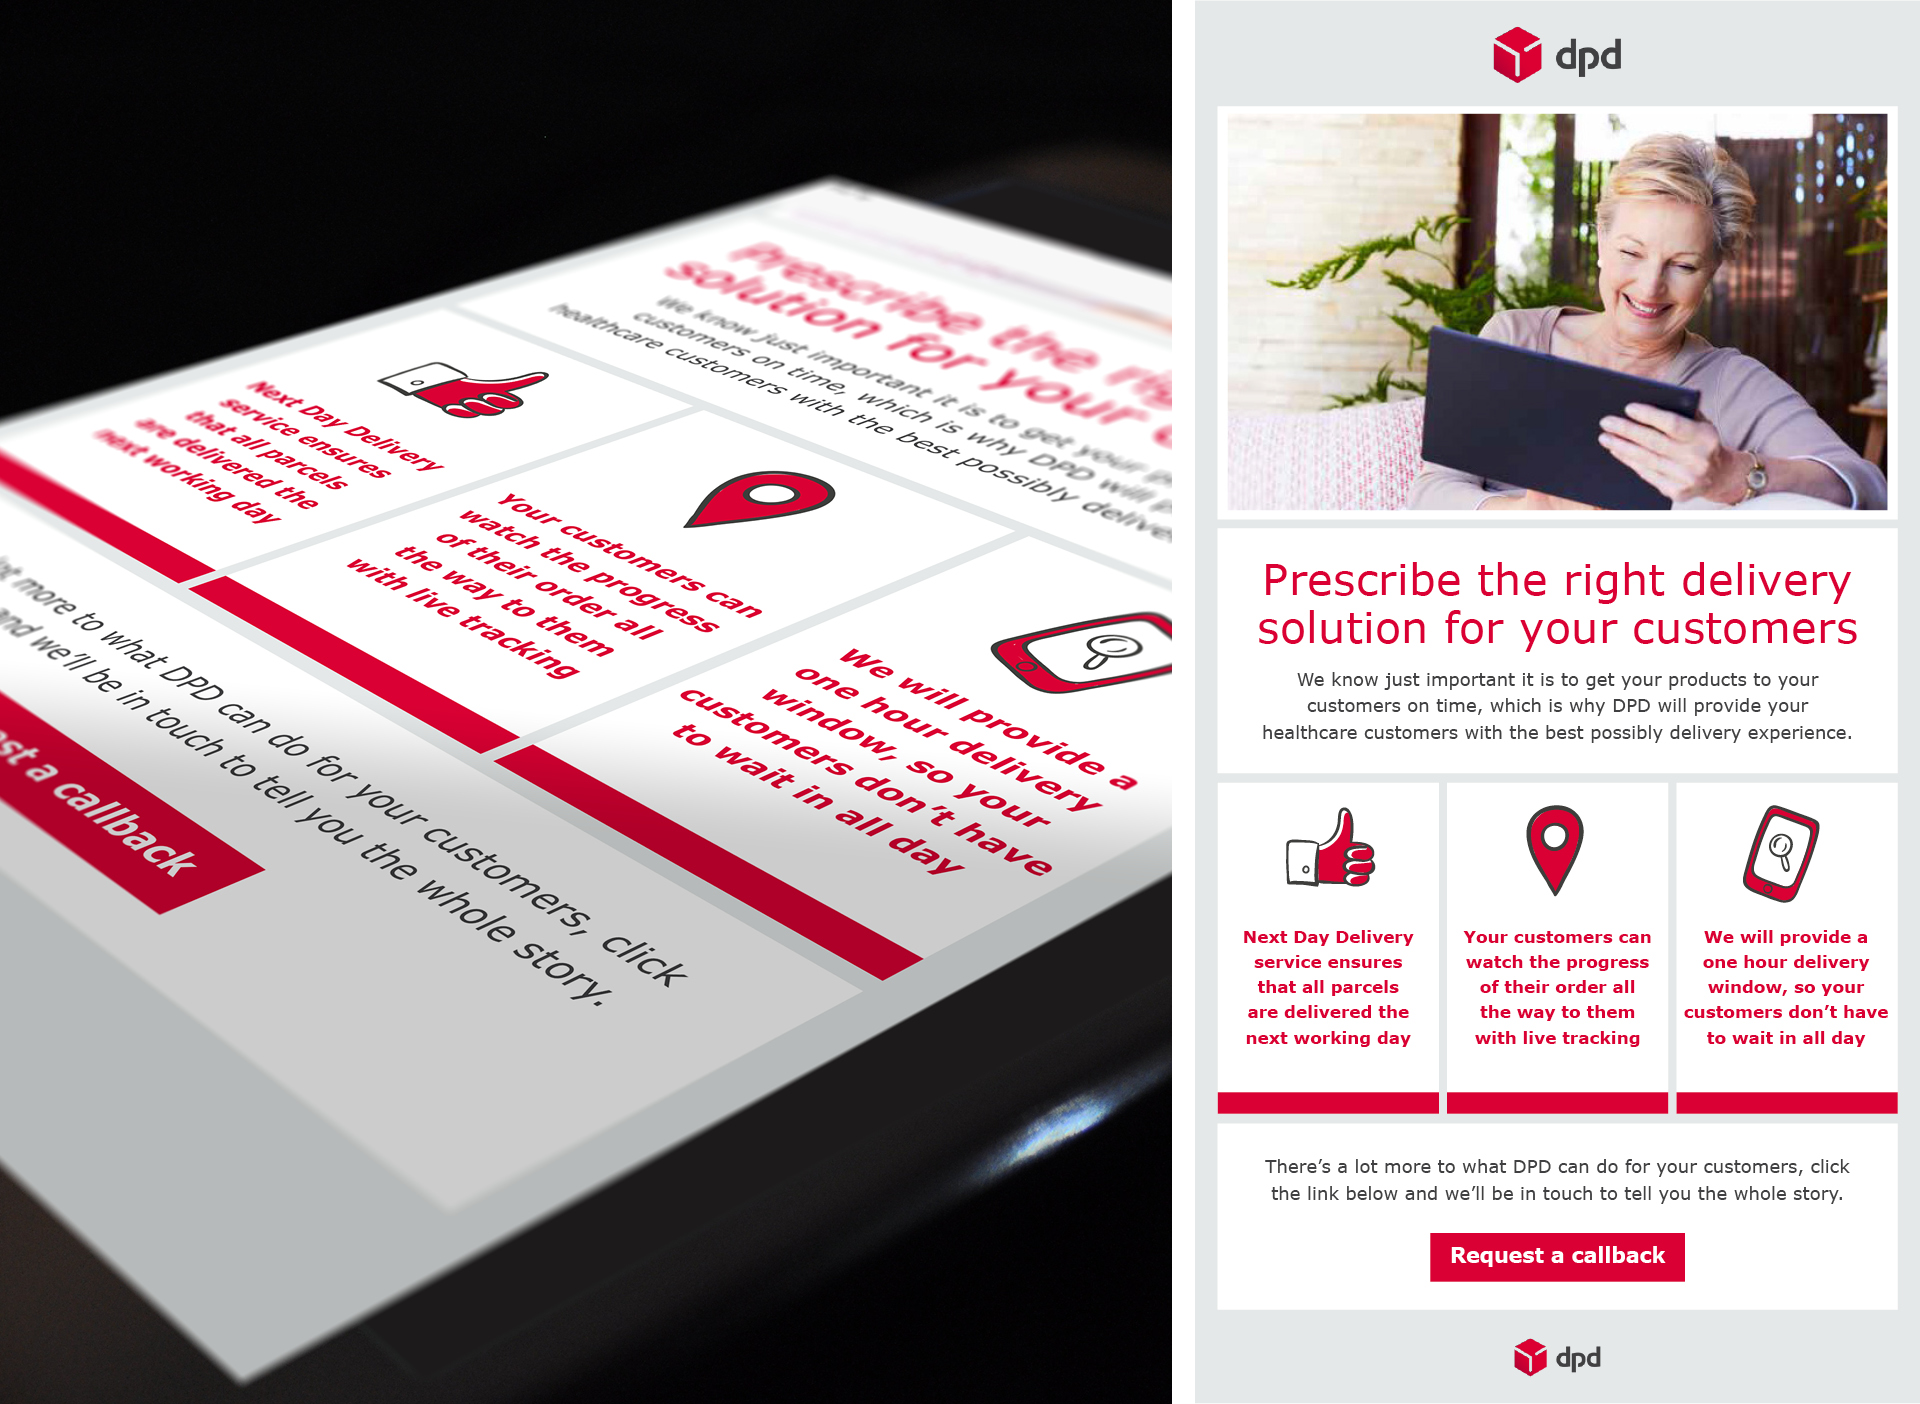 Prescribe the rig
solution for your c
We know just important it is to get your p
customers on time, which is why DPD will p
healthcare customers with the best possibly delive
Next Day Delivery
service ensures
that all parcels
are delivered the
next working day
Your customers can
watch the progress
of their order all
the way to them
with live tracking
We will provide a
one hour delivery
window, so your
customers don't have
to wait in all day
ot more to what DPD can do for your customers, click
and we'll be in touch to tell you the whole story.
est a callback
dpd
Prescribe the right delivery
solution for your customers
We know just important it is to get your products to your
customers on time, which is why DPD will provide your
healthcare customers with the best possibly delivery experience.
Next Day Delivery
service ensures
that all parcels
are delivered the
next working day
Your customers can
watch the progress
of their order all
the way to them
with live tracking
We will provide a
one hour delivery
window, so your
customers don't have
to wait in all day
There's a lot more to what DPD can do for your customers, click
the link below and we'll be in touch to tell you the whole story.
Request a callback
dpd